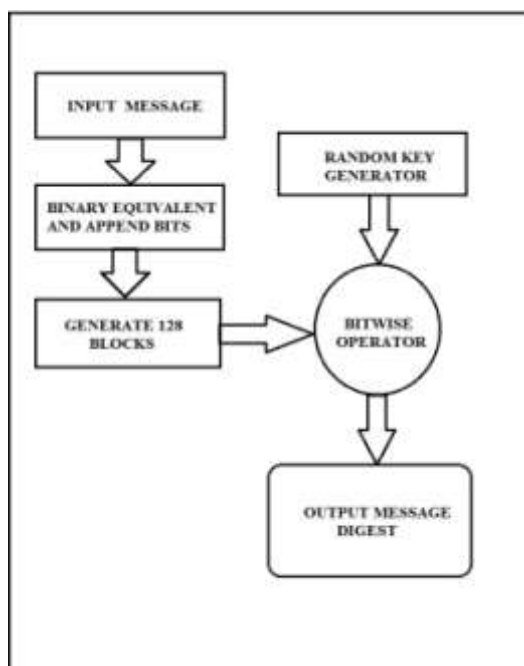 INPUT MESSAGE
RANDOM KEY
GENERATOR
BINARY EQUIVALENT
AND APPEND BITS
GENERATE 128
BLOCKS
BITWISE
OPERATOR
OUTPUT MESSAGE
DIGEST